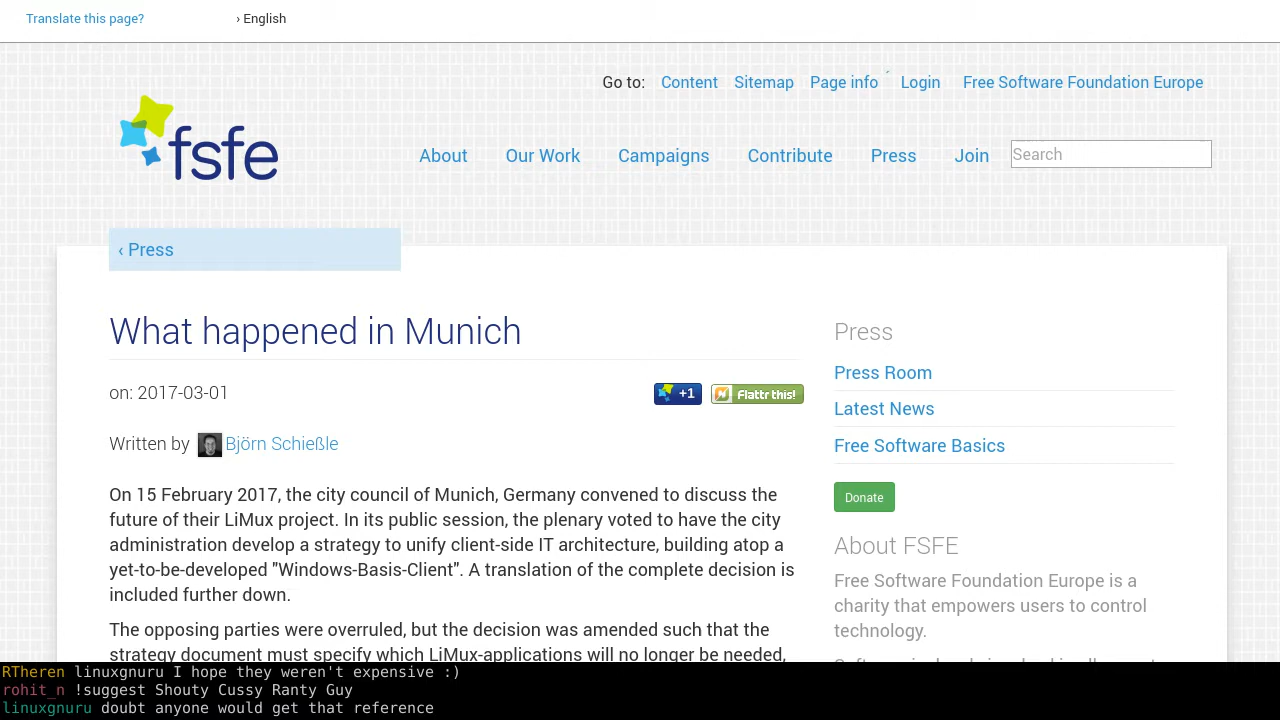 Translate this page? › English
Go to: Content Sitemap Page info Login Free Software Foundation Europe
fsfe
About Our Work Campaigns Contribute Press Join Search
‹ Press
What happened in Munich
on: 2017-03-01
+1 Flattr this!
Written by Björn Schießle
On 15 February 2017, the city council of Munich, Germany convened to discuss the
future of their LiMux project. In its public session, the plenary voted to have the city
administration develop a strategy to unify client-side IT architecture, building atop a
yet-to-be-developed "Windows-Basis-Client". A translation of the complete decision is
included further down.
The opposing parties were overruled, but the decision was amended such that the
strategy document must specify which LiMux-applications will no longer be needed,
Press
Press Room
Latest News
Free Software Basics
Donate
About FSFE
Free Software Foundation Europe is a
charity that empowers users to control
technology.
RTheren linuxgnuru I hope they weren't expensive :)
rohit_n !suggest Shouty Cussy Ranty Guy
linuxgnuru doubt anyone would get that reference